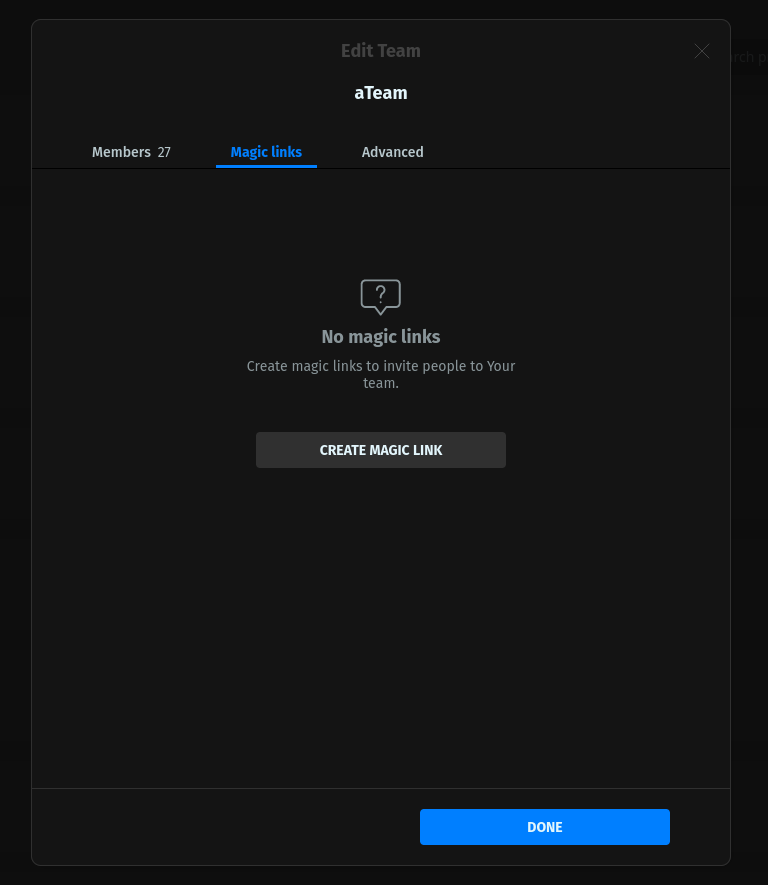 Edit Team
aTeam
Members 27
Magic links
Advanced
No magic links
Create magic links to invite people to Your
team.
CREATE MAGIC LINK
DONE